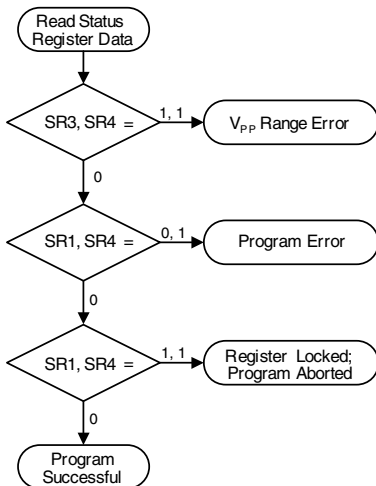 Read Status
Register Data
SR3, SR4 =
1, 1
V_PP Range Error
0
SR1, SR4 =
0, 1
Program Error
0
SR1, SR4 =
1, 1
Register Locked;
Program Aborted
0
Program
Successful